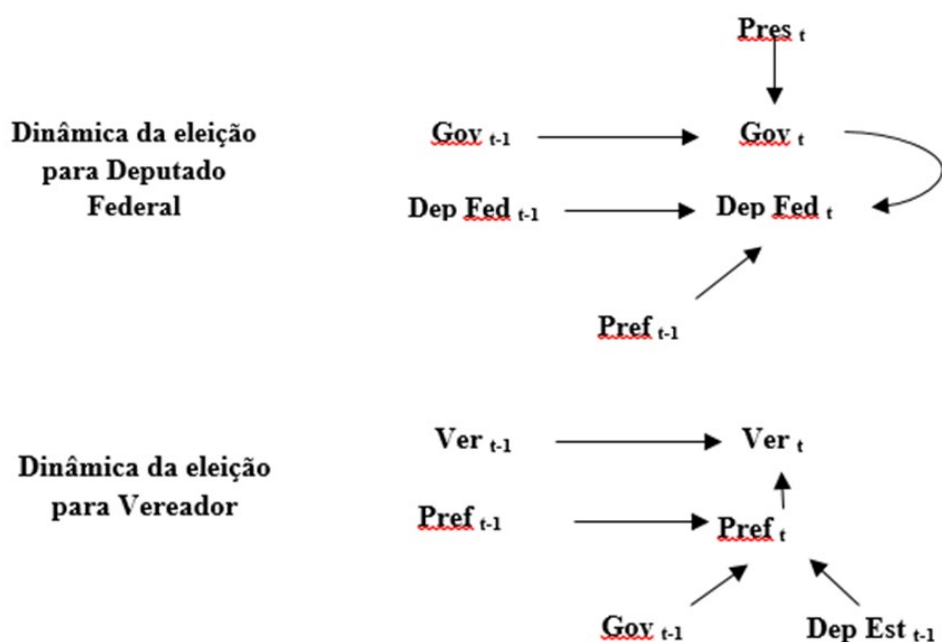 Pres t
Dinâmica da eleição
para Deputado
Federal
Gov t-1
Gov t
Dep Fed t-1
Dep Fed t
Pref t-1
Dinâmica da eleição
para Vereador
Ver t-1
Ver t
Pref t-1
Pref t
Gov t-1
Dep Est t-1